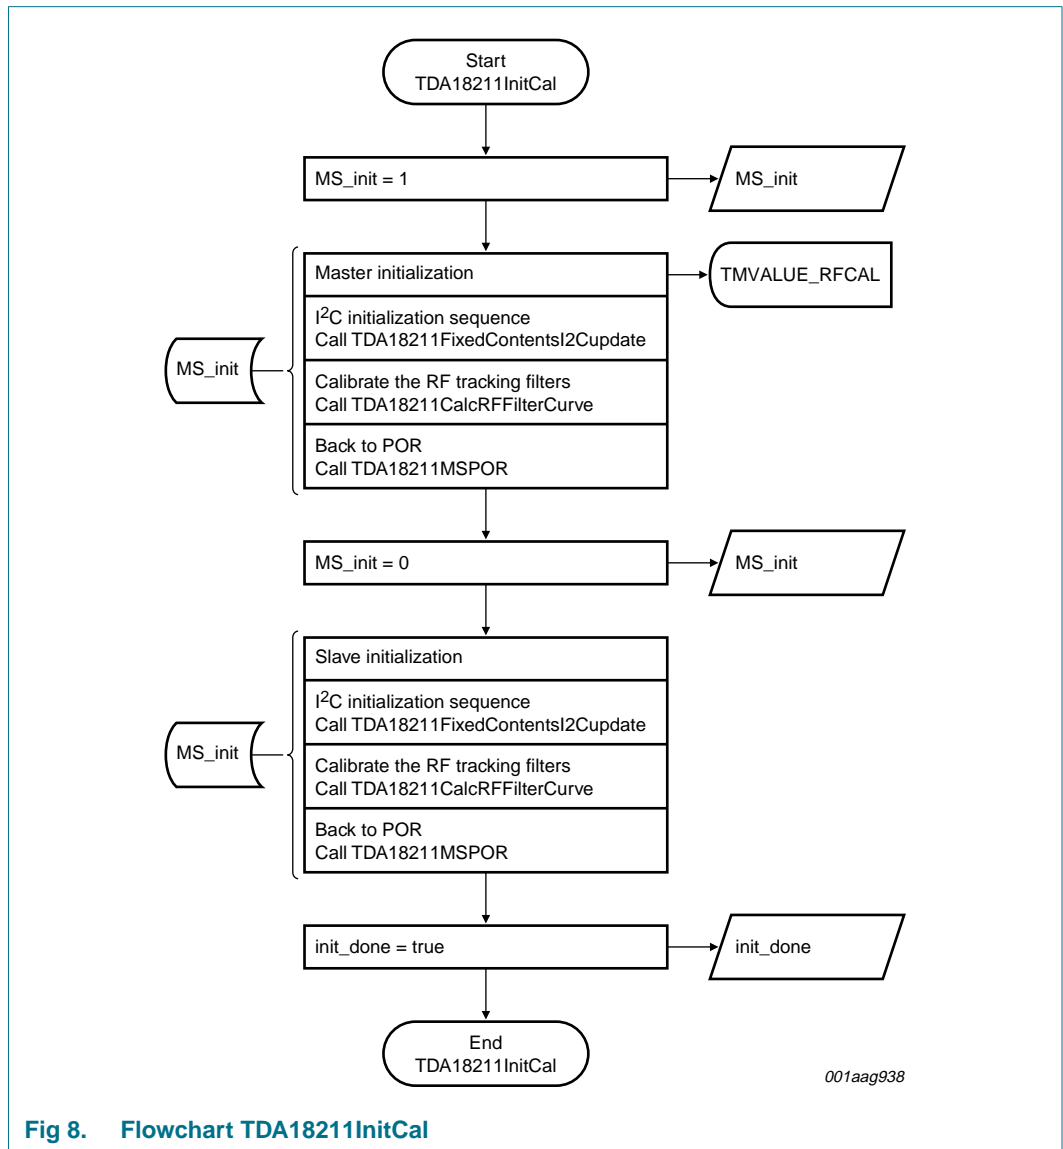 Start
TDA18211InitCal
MS_init = 1
MS_init
Master initialization
TMVALUE_RFCAL
I2C initialization sequence
Call TDA18211FixedContentsI2Cupdate
MS_init
Calibrate the RF tracking filters
Call TDA18211CalcRFFilterCurve
Back to POR
Call TDA18211MSPOR
MS_init = 0
MS_init
Slave initialization
I2C initialization sequence
Call TDA18211FixedContentsI2Cupdate
MS_init
Calibrate the RF tracking filters
Call TDA18211CalcRFFilterCurve
Back to POR
Call TDA18211MSPOR
init_done = true
init_done
End
TDA18211InitCal
001aag938
Fig 8. Flowchart TDA18211InitCal